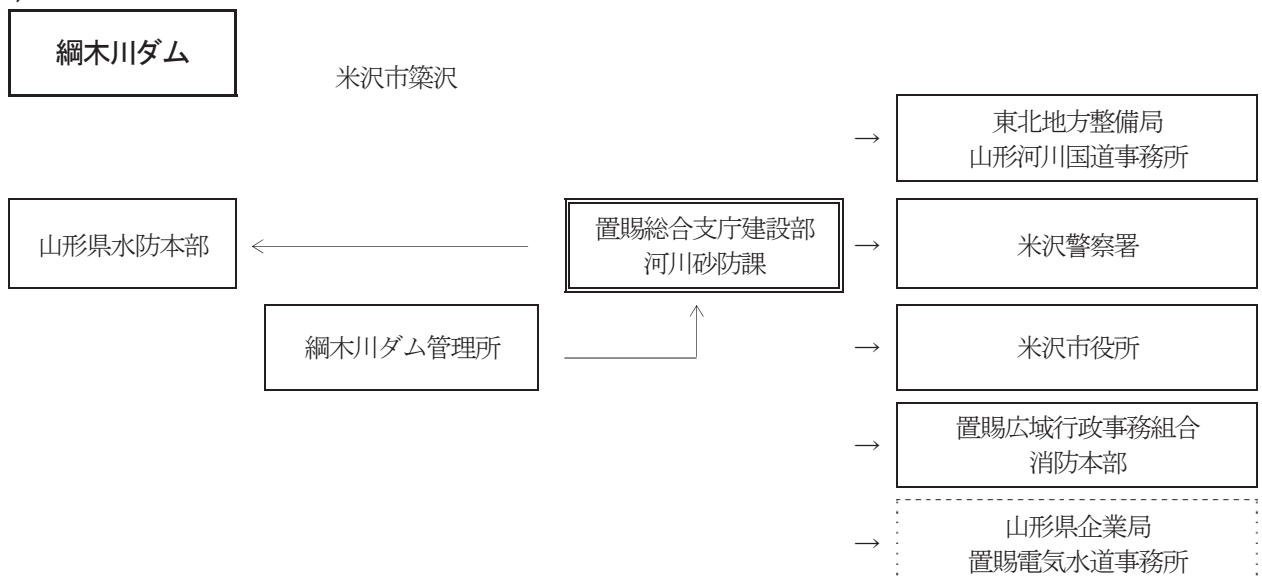 綱木川ダム
米沢市簗沢
→ 東北地方整備局
山形河川国道事務所
山形県水防本部
置賜総合支庁建設部
河川砂防課
→ 米沢警察署
綱木川ダム管理所
→ 米沢市役所
→ 置賜広域行政事務組合
消防本部
→ 山形県企業局
置賜電気水道事務所